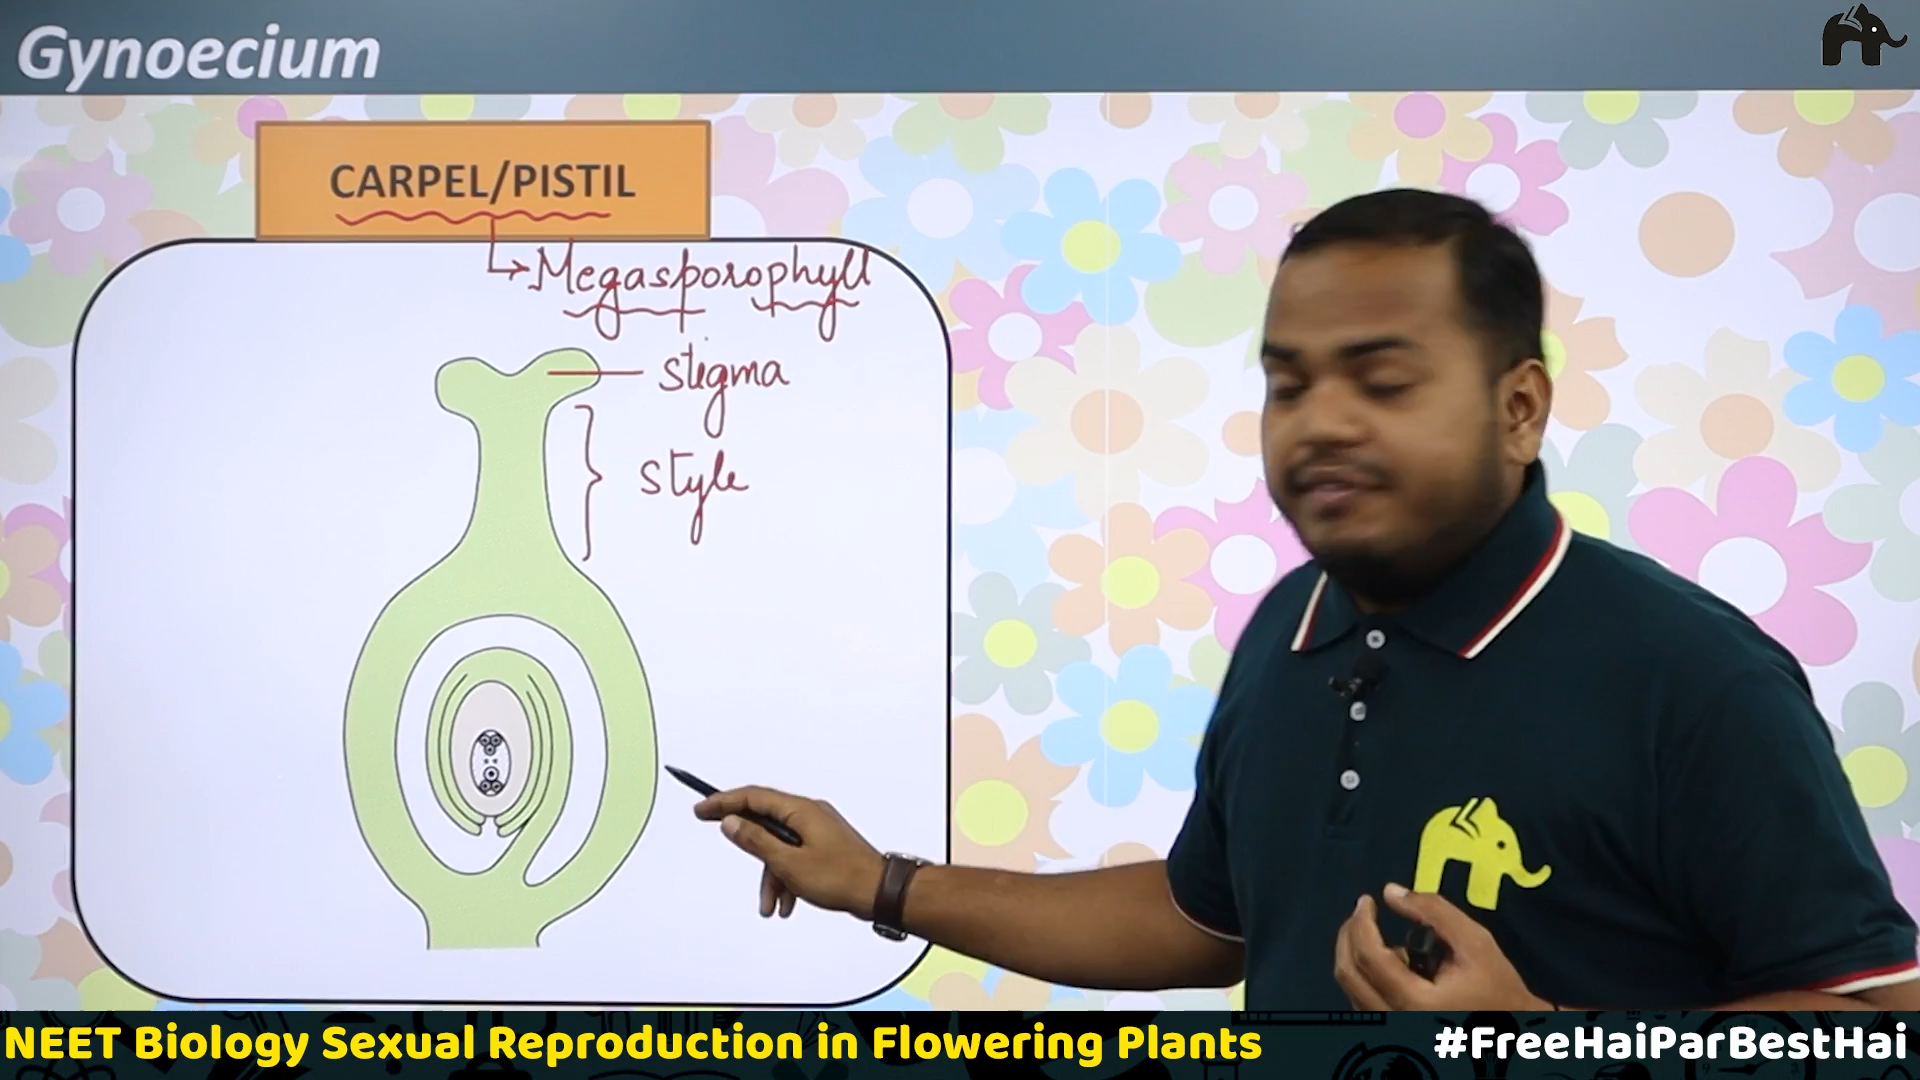 Gynoecium
CARPEL/PISTIL
Megasporophyll
stigma
style
NEET Biology Sexual Reproduction in Flowering Plants
#FreeHaiParBestHai